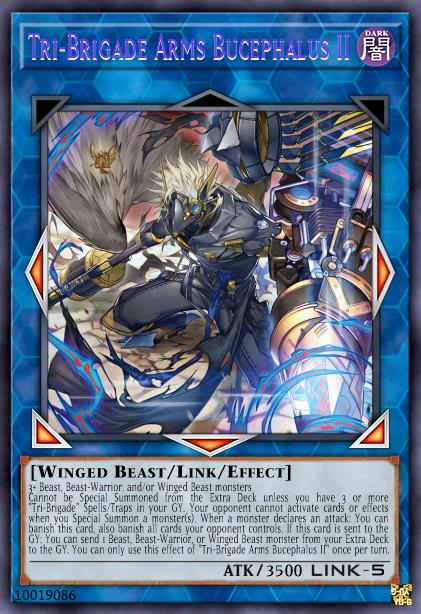 Tri-Brigade Arms Bucephalus II
DARK
闇
[Winged Beast/Link/Effect]
3+ Beast, Beast-Warrior, and/or Winged Beast monsters
Cannot be Special Summoned from the Extra Deck unless you have 3 or more
"Tri-Brigade" Spells/Traps in your GY. Your opponent cannot activate cards or effects
when you Special Summon a monster(s). When a monster declares an attack: You can
banish this card, also banish all cards your opponent controls. If this card is sent to the
GY: You can send 1 Beast, Beast-Warrior, or Winged Beast monster from your Extra Deck
to the GY. You can only use this effect of "Tri-Brigade Arms Bucephalus II" once per turn.
ATK/3500 LINK-5
10019086